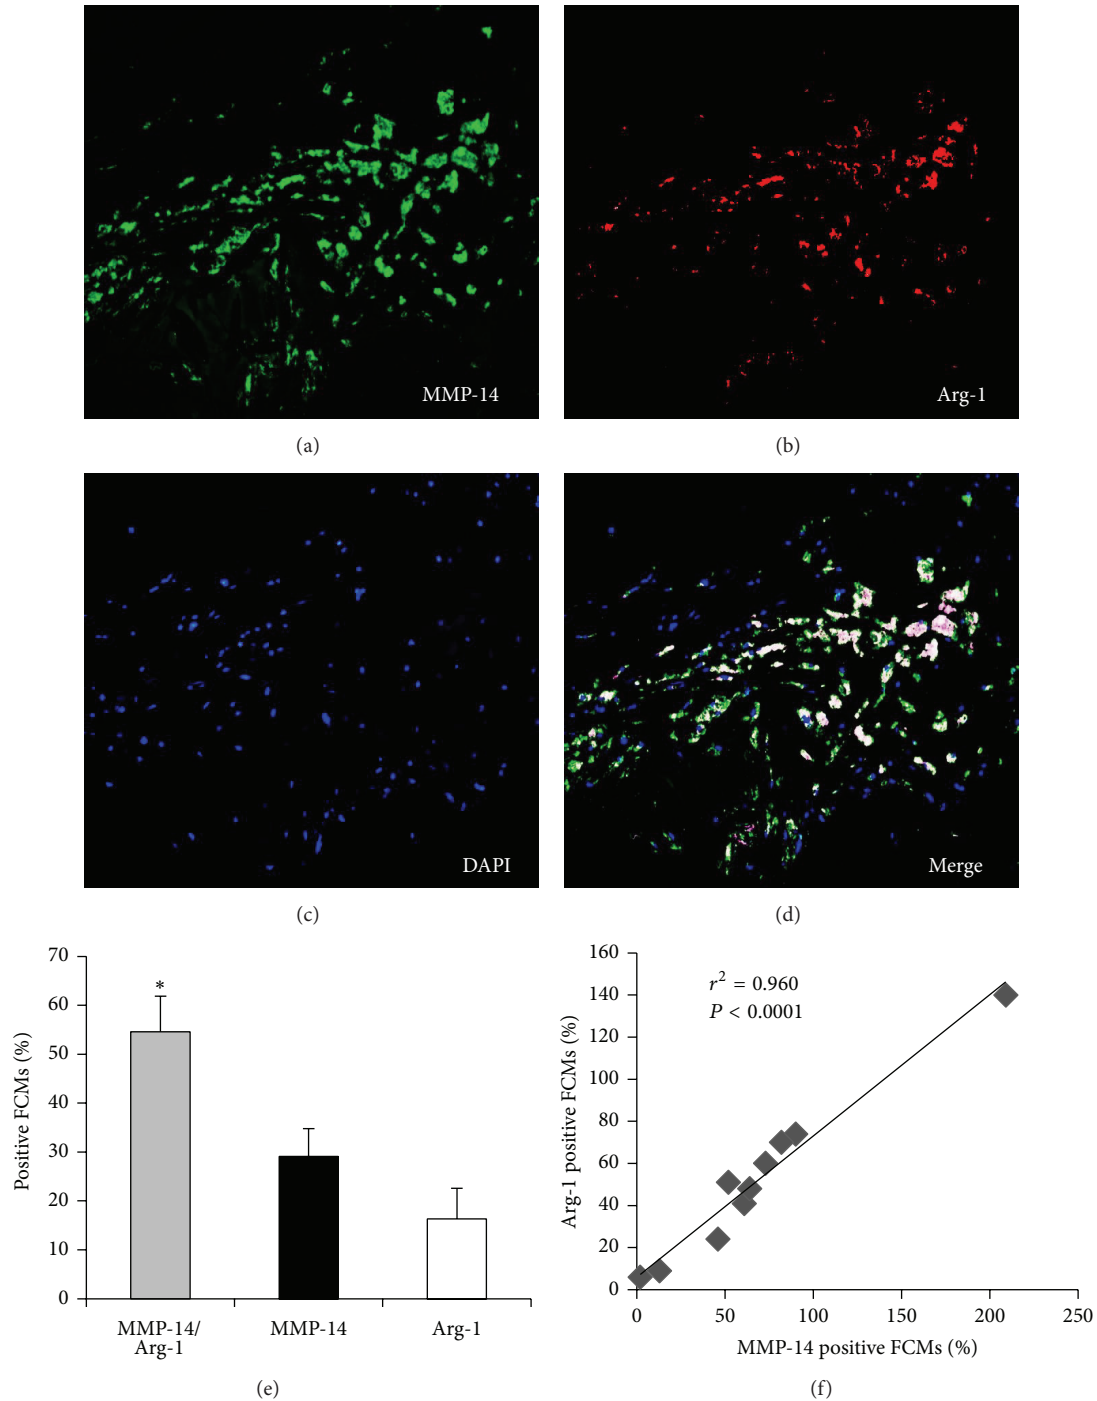 MMP-14
Arg-1
(a)
(b)
DAPI
Merge
(c)
(d)
70
60
50
40
30
20
10
0
Positive FCMs (%)
*
MMP-14/
Arg-1
MMP-14
Arg-1
(e)
160
140
120
100
80
60
40
20
0
Arg-1 positive FCMs (%)
r² = 0.960
P < 0.0001
0 50 100 150 200 250
MMP-14 positive FCMs (%)
(f)